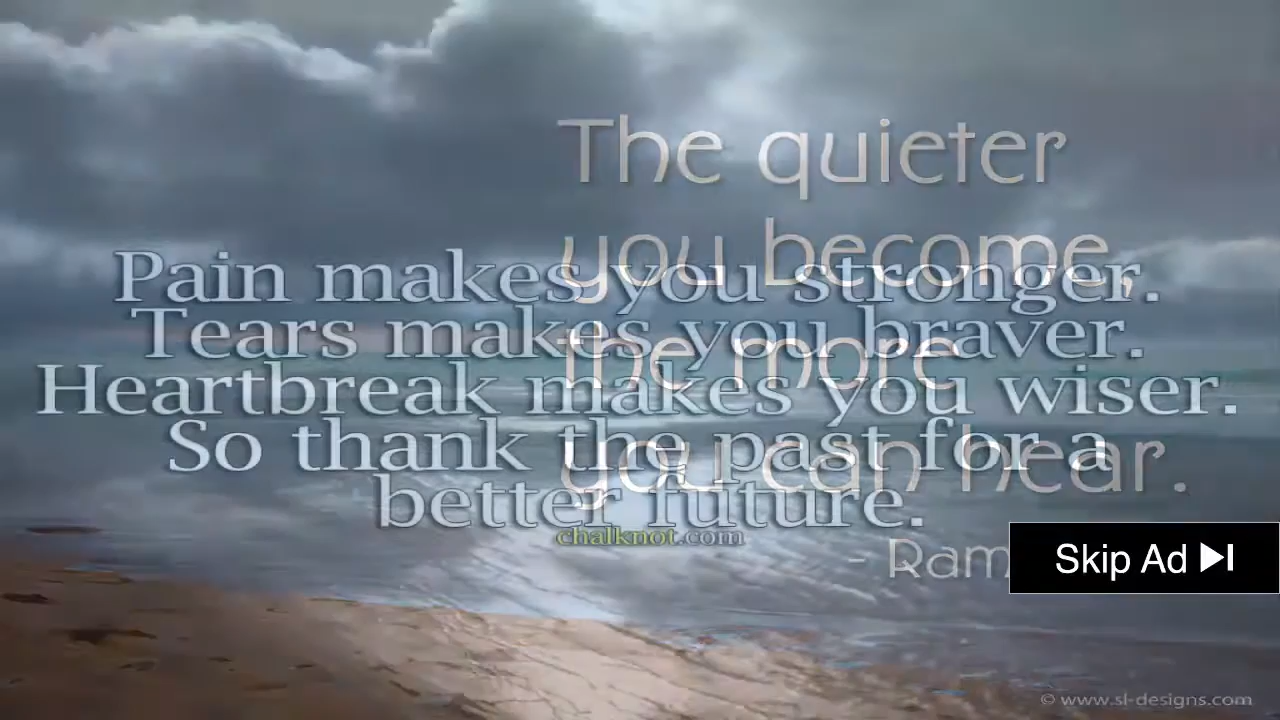 The quieter
you become,
the more
you can hear.
- Ram
Pain makes you stronger.
Tears makes you braver.
Heartbreak makes you wiser.
So thank the past for a
better future.
chalknot.com
Skip Ad
© www.sl-designs.com